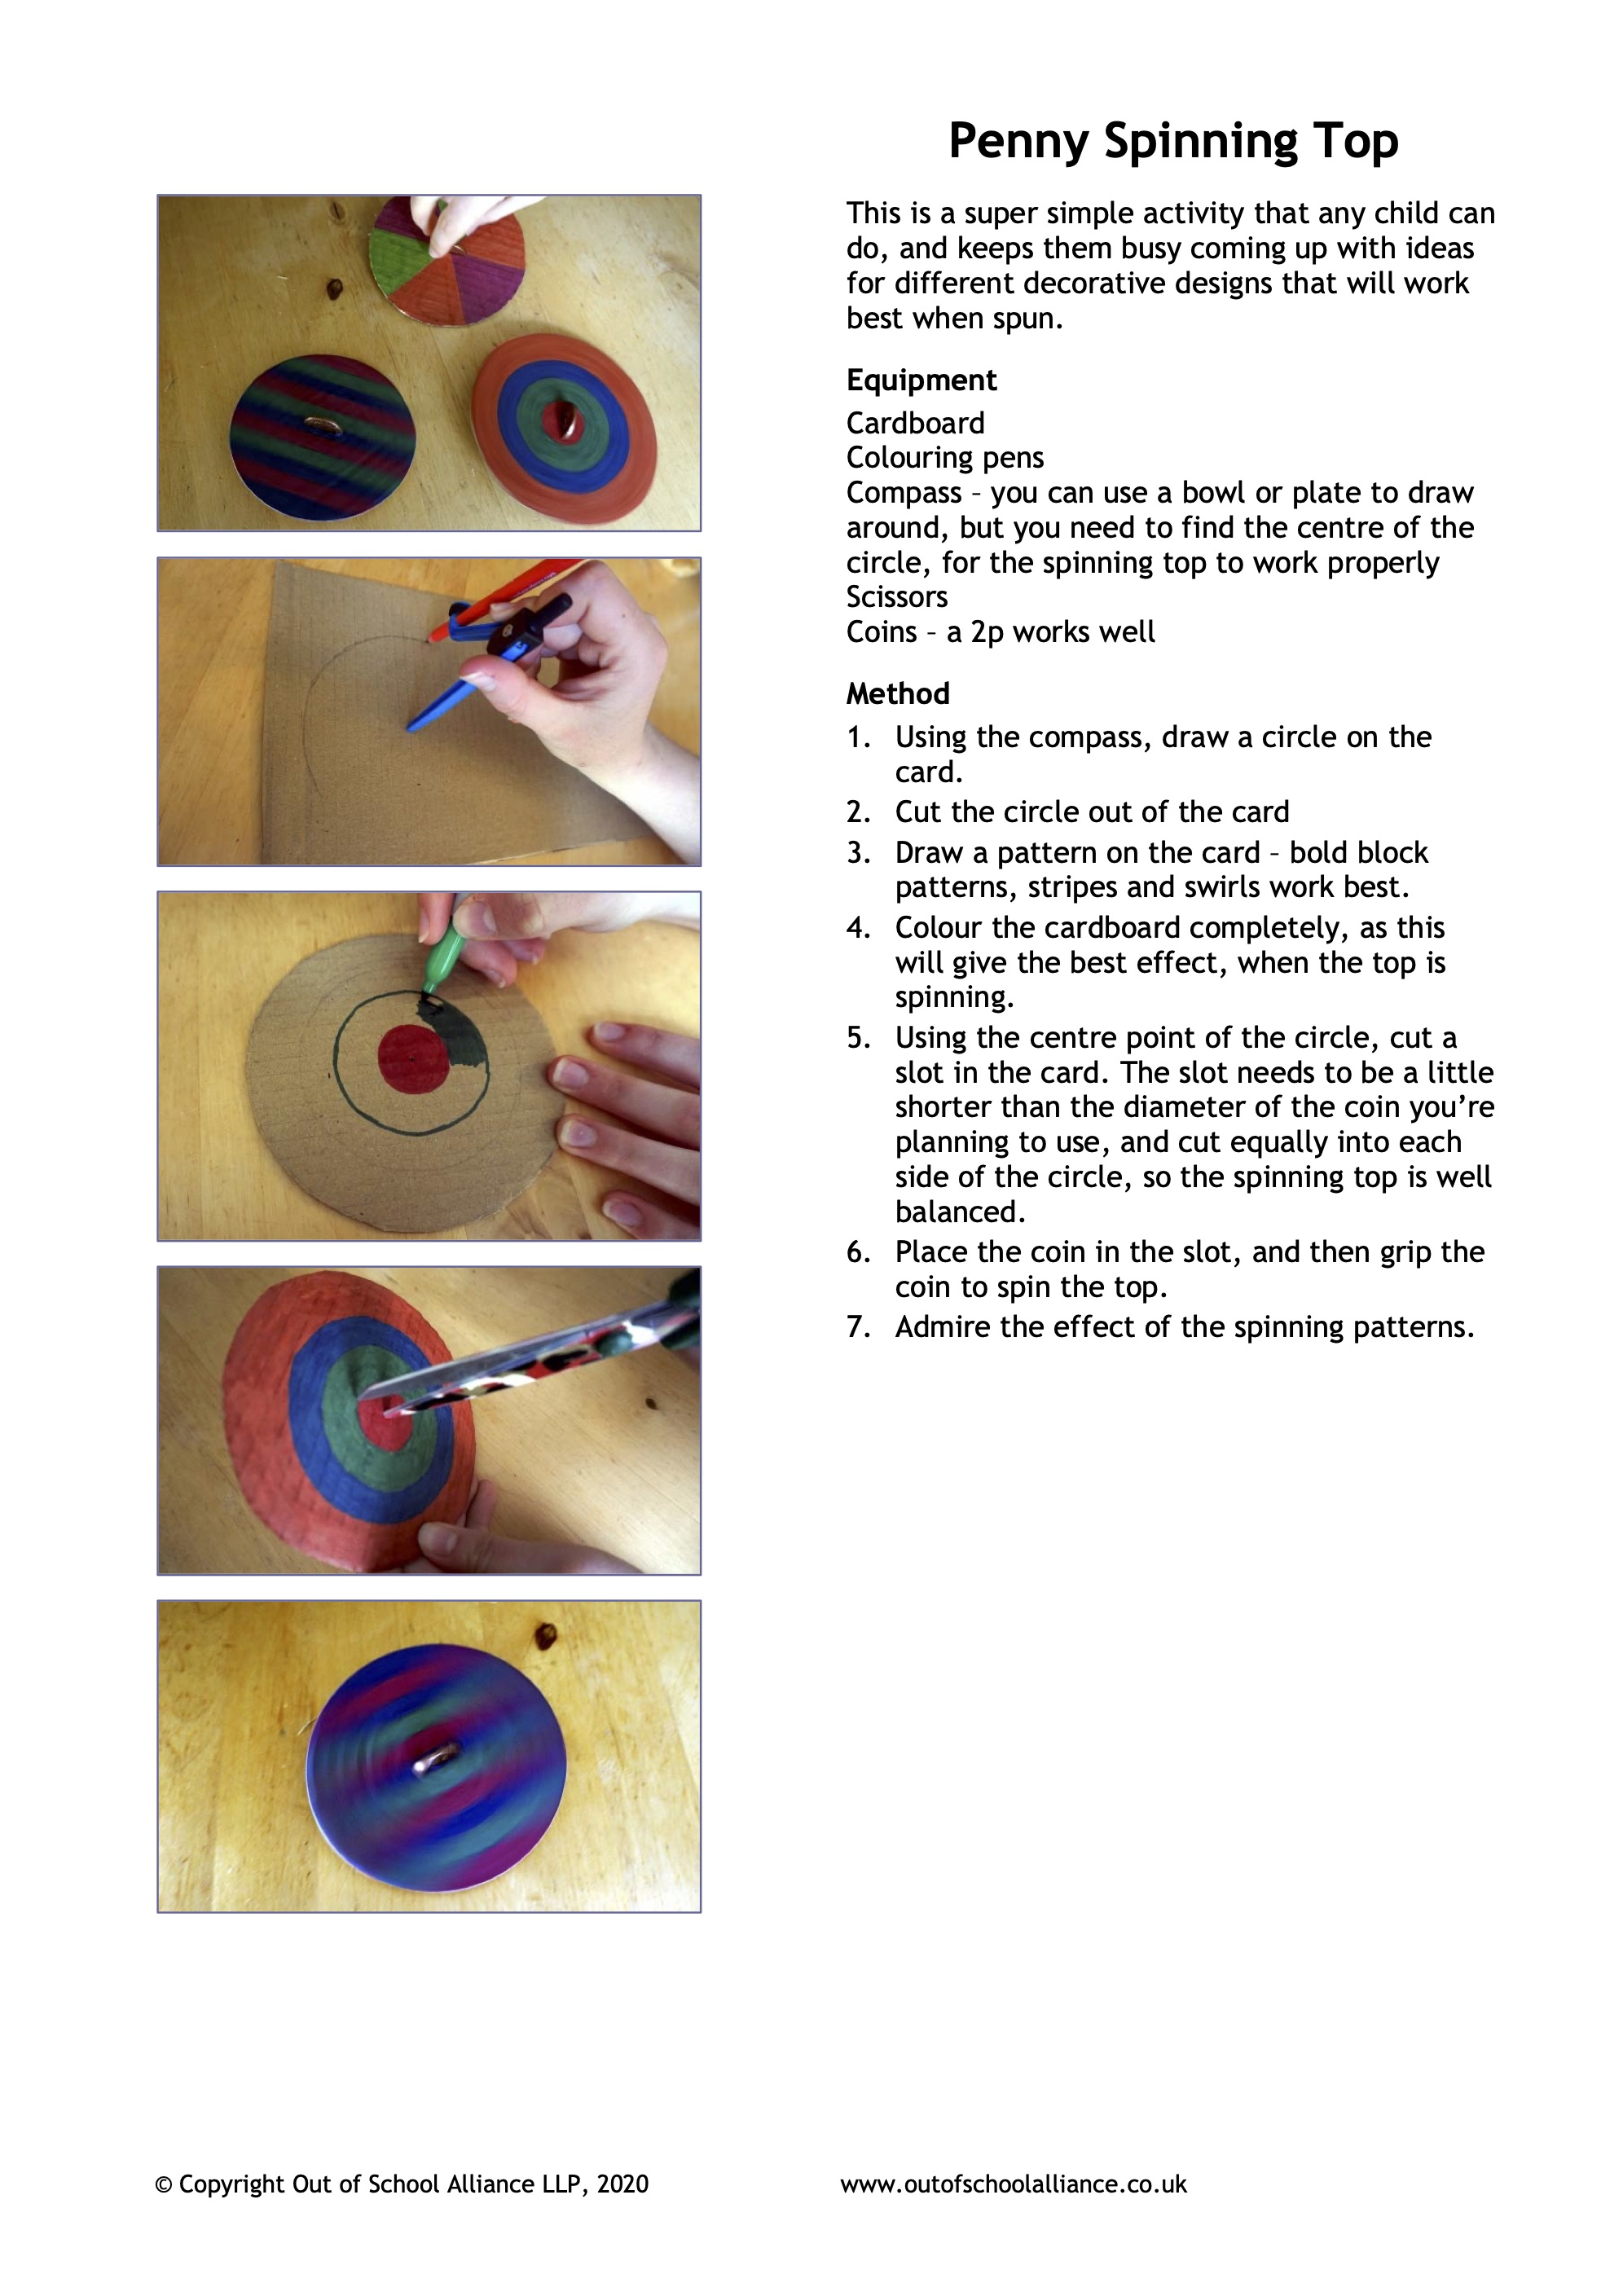 Penny Spinning Top
This is a super simple activity that any child can
do, and keeps them busy coming up with ideas
for different decorative designs that will work
best when spun.
Equipment
Cardboard
Colouring pens
Compass – you can use a bowl or plate to draw
around, but you need to find the centre of the
circle, for the spinning top to work properly
Scissors
Coins – a 2p works well
Method
1. Using the compass, draw a circle on the
card.
2. Cut the circle out of the card
3. Draw a pattern on the card – bold block
patterns, stripes and swirls work best.
4. Colour the cardboard completely, as this
will give the best effect, when the top is
spinning.
5. Using the centre point of the circle, cut a
slot in the card. The slot needs to be a little
shorter than the diameter of the coin you’re
planning to use, and cut equally into each
side of the circle, so the spinning top is well
balanced.
6. Place the coin in the slot, and then grip the
coin to spin the top.
7. Admire the effect of the spinning patterns.
© Copyright Out of School Alliance LLP, 2020
www.outofschoolalliance.co.uk